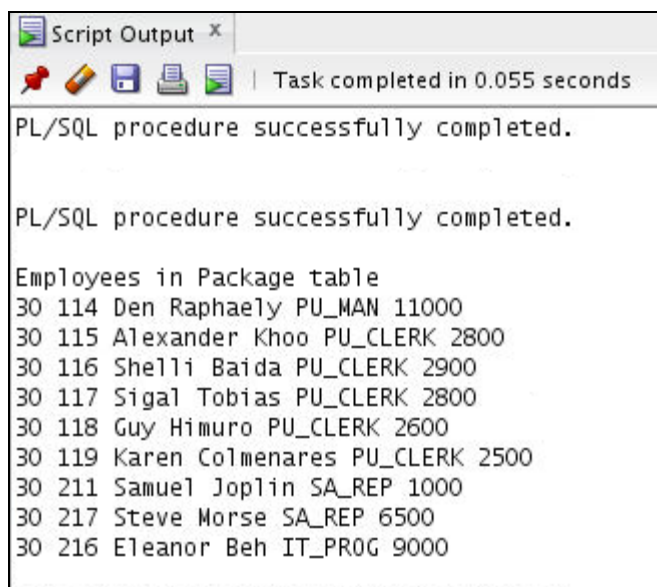 Script Output x
Task completed in 0.055 seconds
PL/SQL procedure successfully completed.
PL/SQL procedure successfully completed.
Employees in Package table
30 114 Den Raphaely PU_MAN 11000
30 115 Alexander Khoo PU_CLERK 2800
30 116 Shelli Baida PU_CLERK 2900
30 117 Sigal Tobias PU_CLERK 2800
30 118 Guy Himuro PU_CLERK 2600
30 119 Karen Colmenares PU_CLERK 2500
30 211 Samuel Joplin SA_REP 1000
30 217 Steve Morse SA_REP 6500
30 216 Eleanor Beh IT_PROG 9000